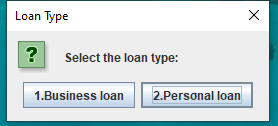 Loan Type
Select the loan type:
1.Business loan
2.Personal loan